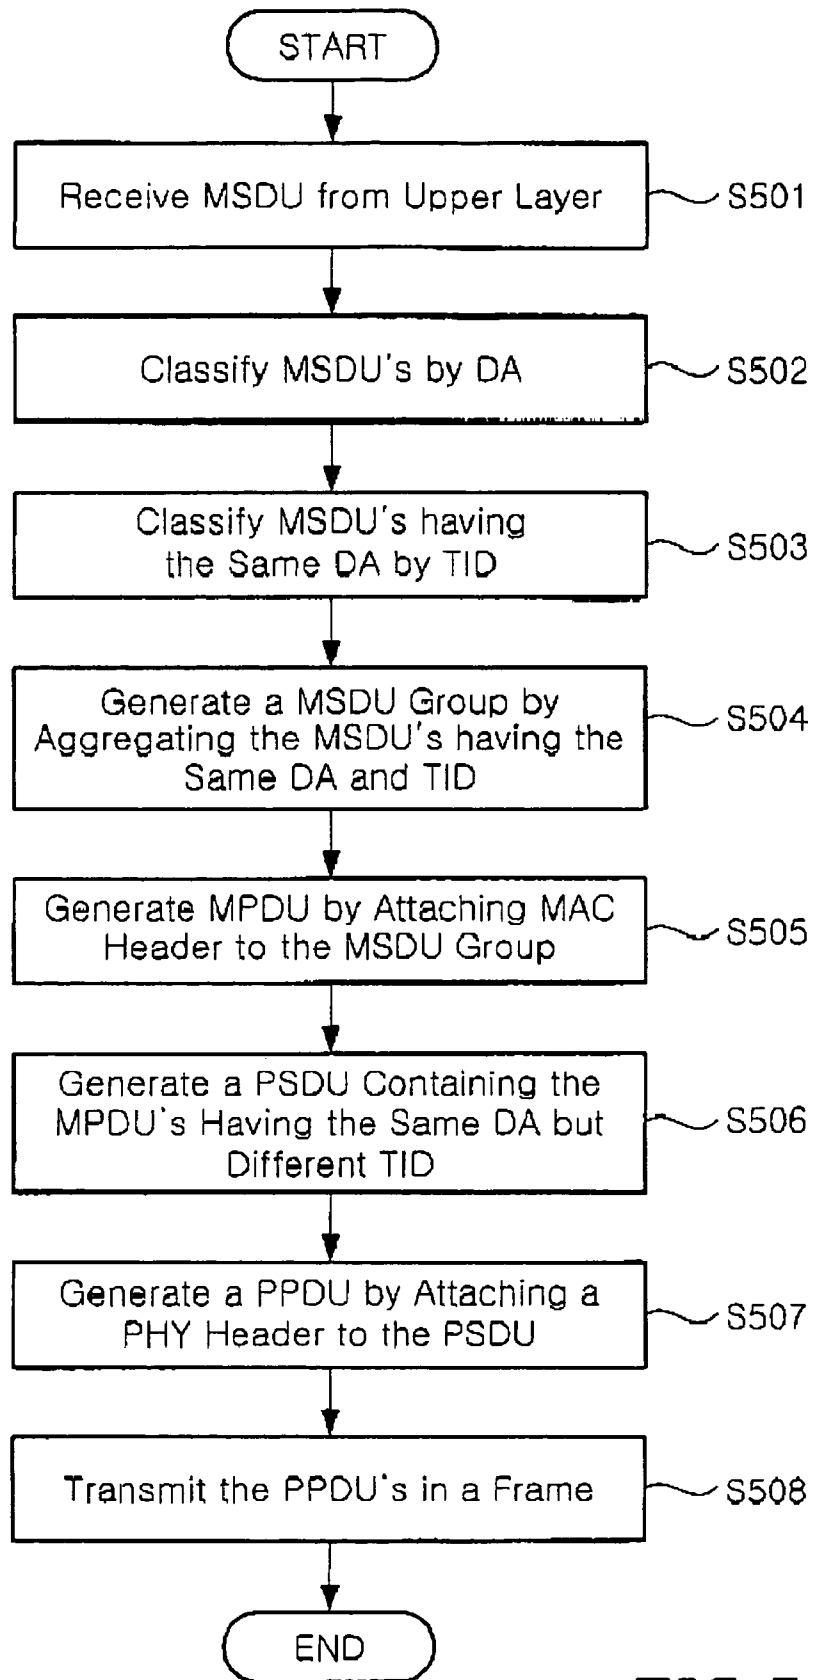 START
Receive MSDU from Upper Layer
S501
Classify MSDU's by DA
S502
Classify MSDU's having
the Same DA by TID
S503
Generate a MSDU Group by
Aggregating the MSDU's having the
Same DA and TID
S504
Generate MPDU by Attaching MAC
Header to the MSDU Group
S505
Generate a PSDU Containing the
MPDU's Having the Same DA but
Different TID
S506
Generate a PPDU by Attaching a
PHY Header to the PSDU
S507
Transmit the PPDU's in a Frame
S508
END